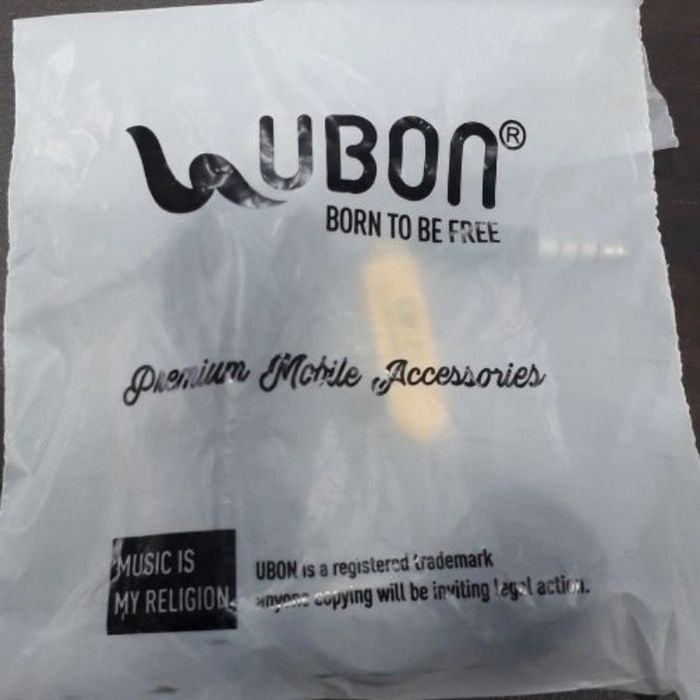 UBON®
BORN TO BE FREE
Premium Mobile Accessories
MUSIC IS
MY RELIGION.
UBON is a registered trademark
anyone copying will be inviting legal action.